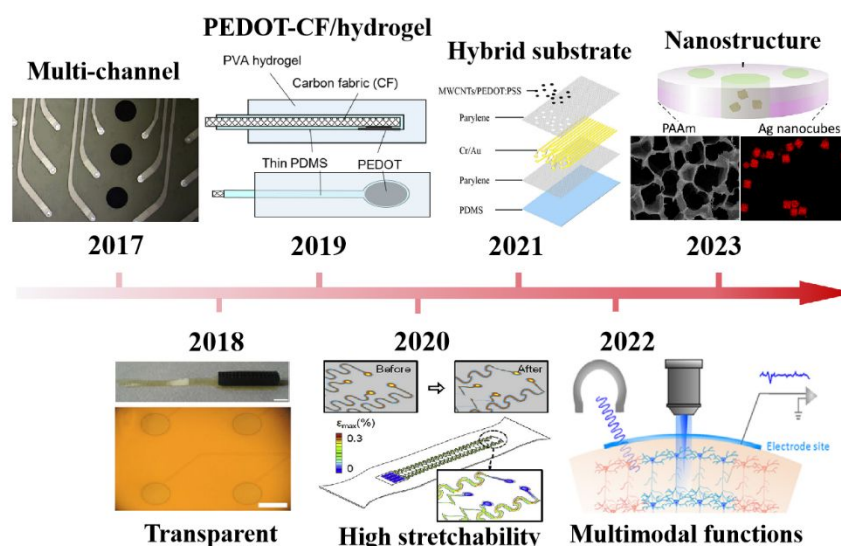 Multi-channel
PEDOT-CF/hydrogel
PVA hydrogel
Carbon fabric (CF)
Thin PDMS
PEDOT
Hybrid substrate
MWCNTs/PEDOT:PSS
Parylene
Cr/Au
Parylene
PDMS
Nanostructure
PAAm
Ag nanocubes
2017
2019
2021
2023
2018
2020
2022
Before
After
εmax(%)
0.3
0
Electrode site
Transparent
High stretchability
Multimodal functions